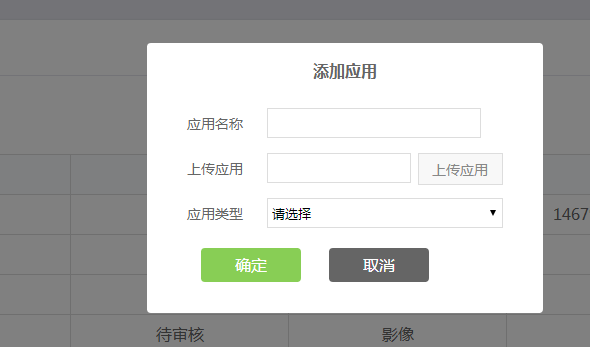 添加应用
应用名称
上传应用 上传应用
应用类型 请选择
1467
确定 取消
待审核 影像